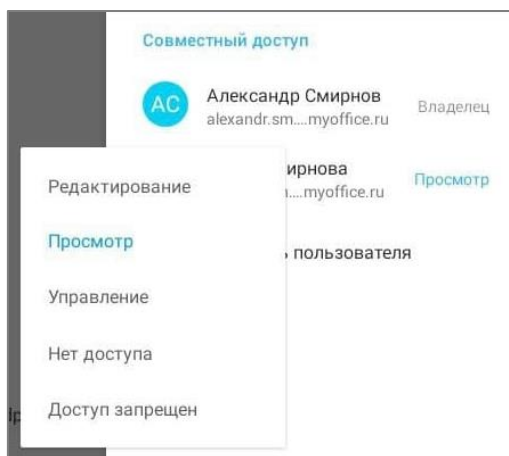 Совместный доступ
АС
Александр Смирнов
alexandr.sm....myoffice.ru
Владелец
ирнова
....myoffice.ru
Просмотр
пользователя
Редактирование
Просмотр
Управление
Нет доступа
Доступ запрещен